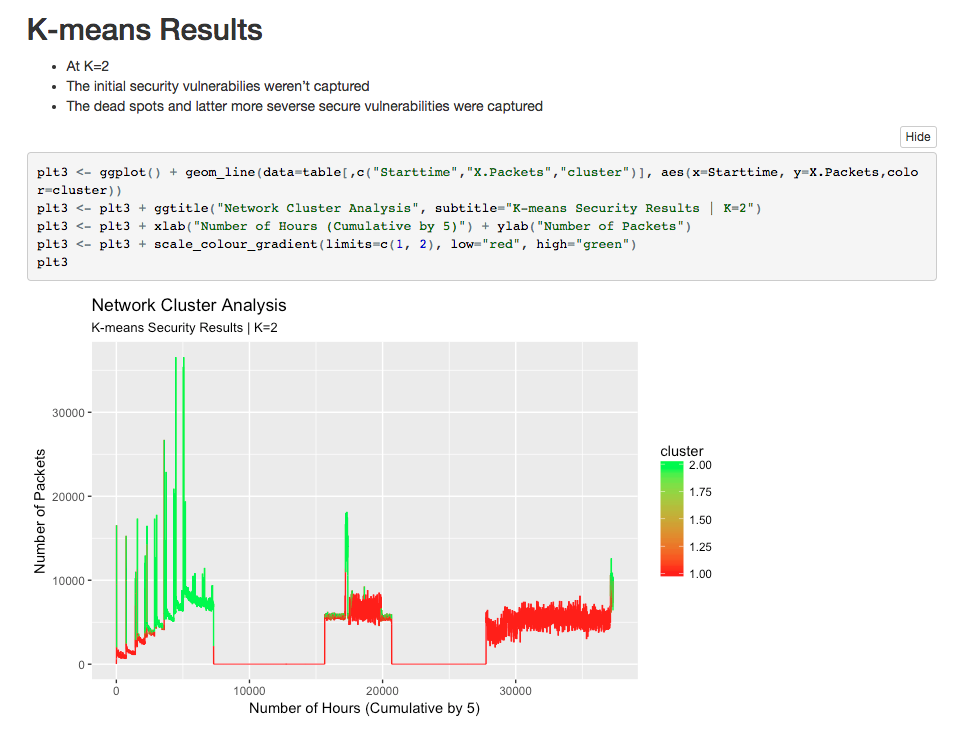 K-means Results
• At K=2
• The initial security vulnerabilies weren't captured
• The dead spots and latter more severse secure vulnerabilities were captured
Hide
plt3 <- ggplot() + geom_line(data=table[,c("Starttime","X.Packets","cluster")], aes(x=Starttime, y=X.Packets,colo
r=cluster))
plt3 <- plt3 + ggtitle("Network Cluster Analysis", subtitle="K-means Security Results | K=2")
plt3 <- plt3 + xlab("Number of Hours (Cumulative by 5)") + ylab("Number of Packets")
plt3 <- plt3 + scale_colour_gradient(limits=c(1, 2), low="red", high="green")
plt3
Network Cluster Analysis
K-means Security Results | K=2
Number of Packets
30000
20000
10000
0
0 10000 20000 30000
Number of Hours (Cumulative by 5)
cluster
2.00
1.75
1.50
1.25
1.00